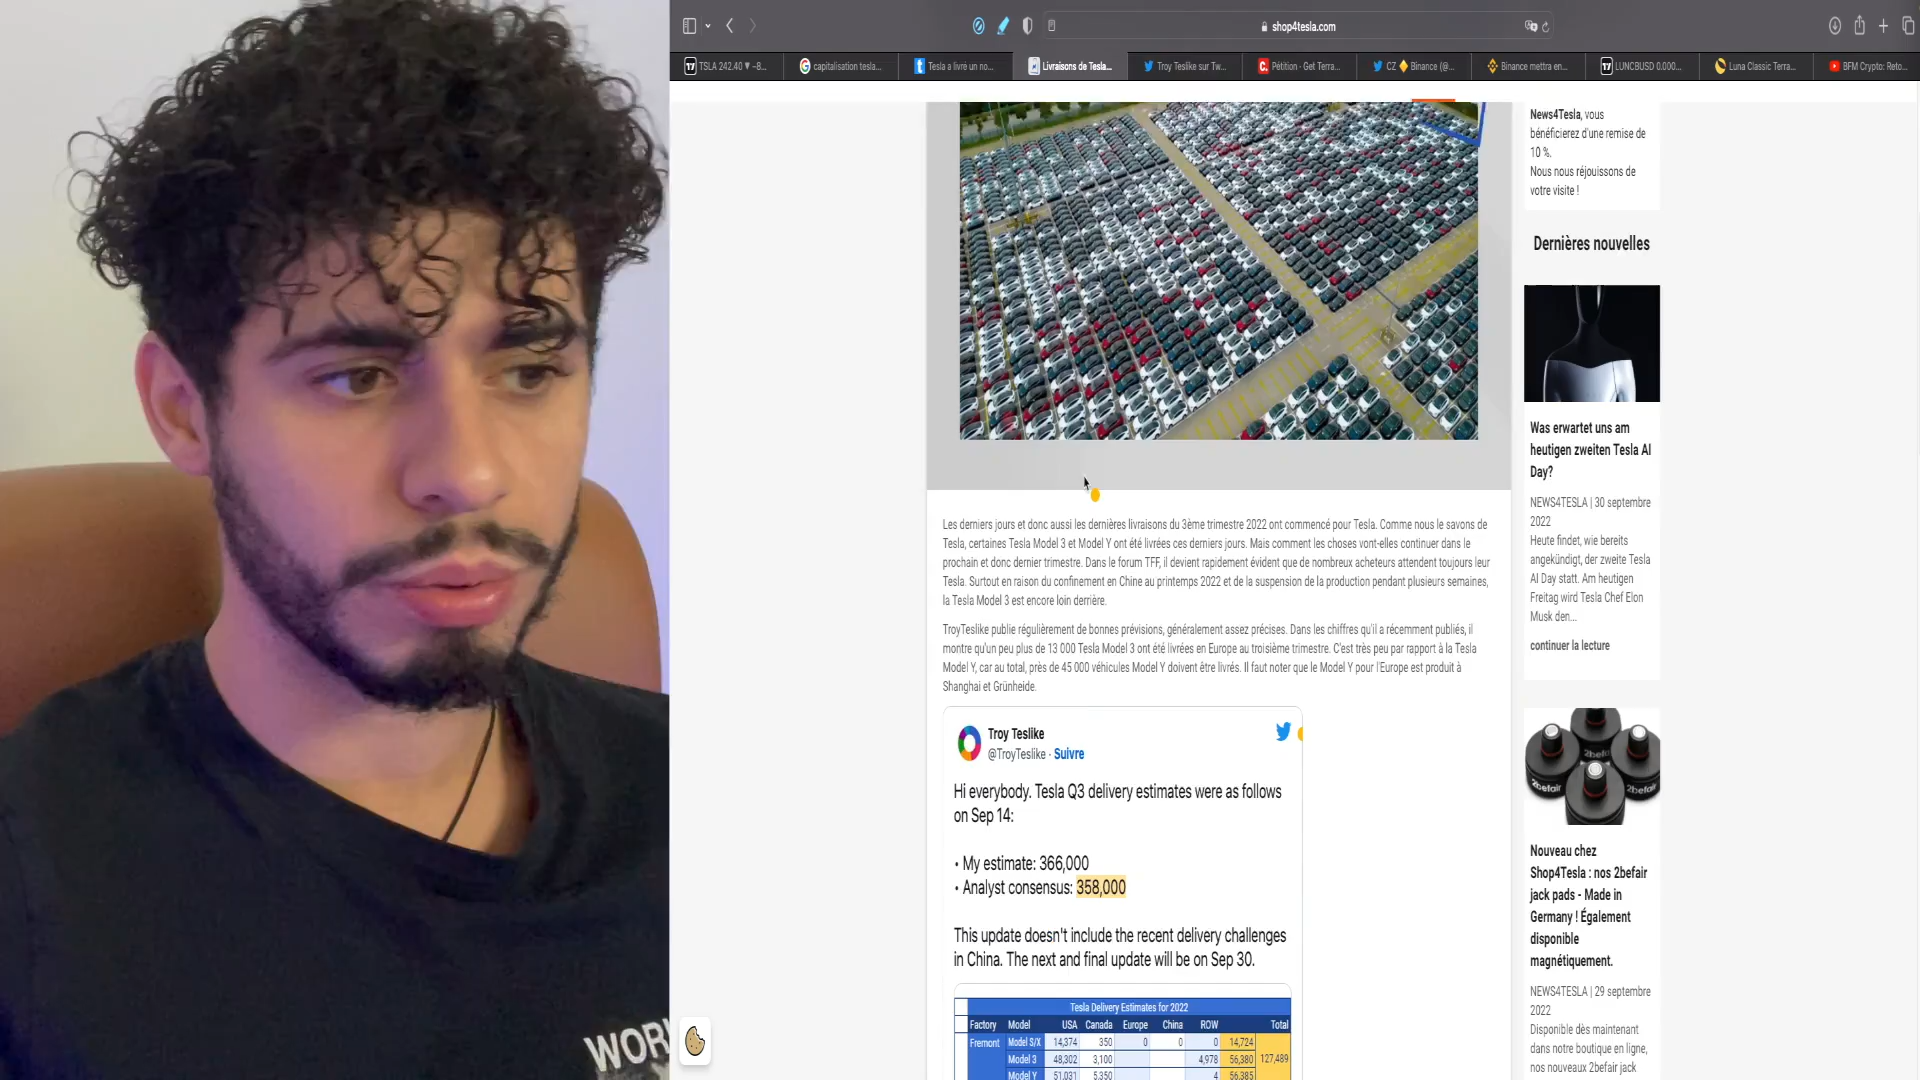 shop4tesla.com
TSLA 242.40 ▼ −8...
capitalisation tesla...
Tesla a livré un no...
Livraisons de Tesla...
Troy Teslike sur Tw...
Pétition - Get Terra...
CZ 🔶 Binance (@...
Binance mettra en...
LUNCBUSD 0.000...
Luna Classic Terra...
BFM Crypto: Reto...
News4Tesla, vous
bénéficierez d'une remise de
10 %.
Nous nous réjouissons de
votre visite !
Dernières nouvelles
Was erwartet uns am
heutigen zweiten Tesla AI
Day?
NEWS4TESLA | 30 septembre
2022
Heute findet, wie bereits
angekündigt, der zweite Tesla
AI Day statt. Am heutigen
Freitag wird Tesla Chef Elon
Musk den...
continuer la lecture
Les derniers jours et donc aussi les dernières livraisons du 3ème trimestre 2022 ont commencé pour Tesla. Comme nous le savons de
Tesla, certaines Tesla Model 3 et Model Y ont été livrées ces derniers jours. Mais comment les choses vont-elles continuer dans le
prochain et donc dernier trimestre. Dans le forum TFF, il devient rapidement évident que de nombreux acheteurs attendent toujours leur
Tesla. Surtout en raison du confinement en Chine au printemps 2022 et de la suspension de la production pendant plusieurs semaines,
la Tesla Model 3 est encore loin derrière.
TroyTeslike publie régulièrement de bonnes prévisions, généralement assez précises. Dans les chiffres qu'il a récemment publiés, il
montre qu'un peu plus de 13 000 Tesla Model 3 ont été livrées en Europe au troisième trimestre. C'est très peu par rapport à la Tesla
Model Y, car au total, près de 45 000 véhicules Model Y doivent être livrés. Il faut noter que le Model Y pour l'Europe est produit à
Shanghai et Grünheide.
Troy Teslike
@TroyTeslike · Suivre
Hi everybody. Tesla Q3 delivery estimates were as follows
on Sep 14:
• My estimate: 366,000
• Analyst consensus: 358,000
This update doesn't include the recent delivery challenges
in China. The next and final update will be on Sep 30.
Tesla Delivery Estimates for 2022
Factory Model USA Canada Europe China ROW Total
Fremont Model S/X 14,374 350 0 0 0 14,724
Model 3 48,302 3,100 4,978 56,380 127,489
Model Y 51,031 5,350 4 56,385
2befair
2befair
2befair
Nouveau chez
Shop4Tesla : nos 2befair
jack pads - Made in
Germany ! Également
disponible
magnétiquement.
NEWS4TESLA | 29 septembre
2022
Disponible dès maintenant
dans notre boutique en ligne,
nos nouveaux 2befair jack
WOR